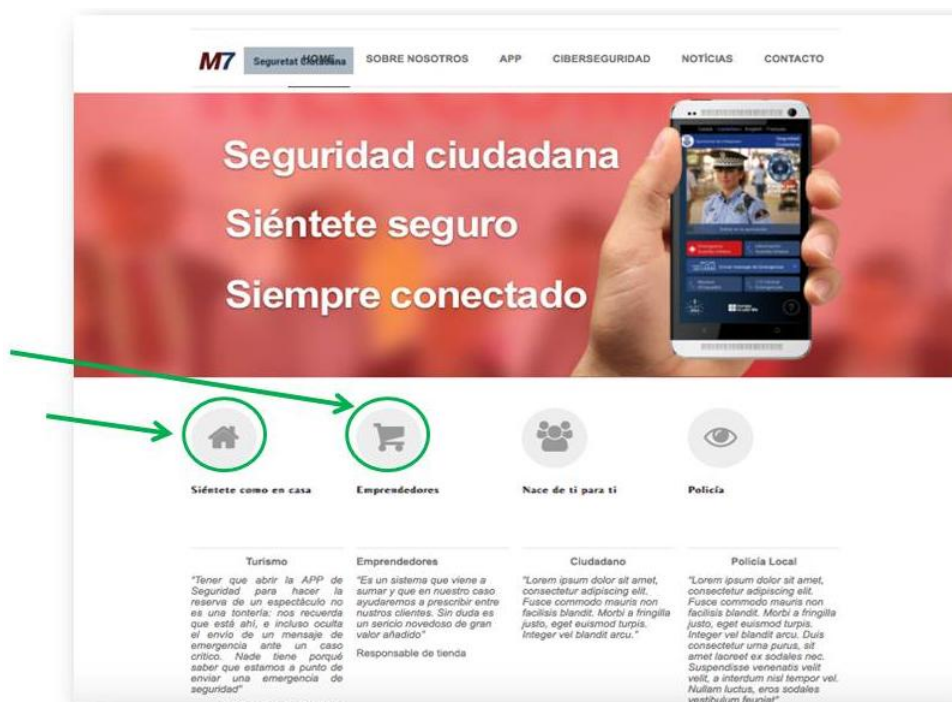 M7
Seguretat Ciutadana
HOME
SOBRE NOSOTROS
APP
CIBERSEGURIDAD
NOTÍCIAS
CONTACTO
Seguridad ciudadana
Siéntete seguro
Siempre conectado
Siéntete como en casa
Emprendedores
Nace de ti para ti
Policía
Turismo
"Tener que abrir la APP de
Seguridad para hacer la
reserva de un espectáculo no
es una tontería: nos recuerda
que está ahí, e incluso oculta
el envio de un mensaje de
emergencia ante un caso
crítico. Nade tiene porqué
saber que estamos a punto de
enviar una emergencia de
seguridad"
Emprendedores
"Es un sistema que viene a
sumar y que en nuestro caso
ayudaremos a prescribir entre
nustros clientes. Sin duda es
un sericio novedoso de gran
valor añadido"
Responsable de tienda
Ciudadano
"Lorem ipsum dolor sit amet,
consectetur adipiscing elit.
Fusce commodo mauris non
facilisis blandit. Morbi a fringilla
justo, eget euismod turpis.
Integer vel blandit arcu."
Policía Local
"Lorem ipsum dolor sit amet,
consectetur adipiscing elit.
Fusce commodo mauris non
facilisis blandit. Morbi a fringilla
justo, eget euismod turpis.
Integer vel blandit arcu. Duis
consectetur urna purus, sit
amet laoreet ex sodales nec.
Suspendisse venenatis velit
velit, a interdum nisl tempor vel.
Nullam luctus, eros sodales
vestibulum feugiat"